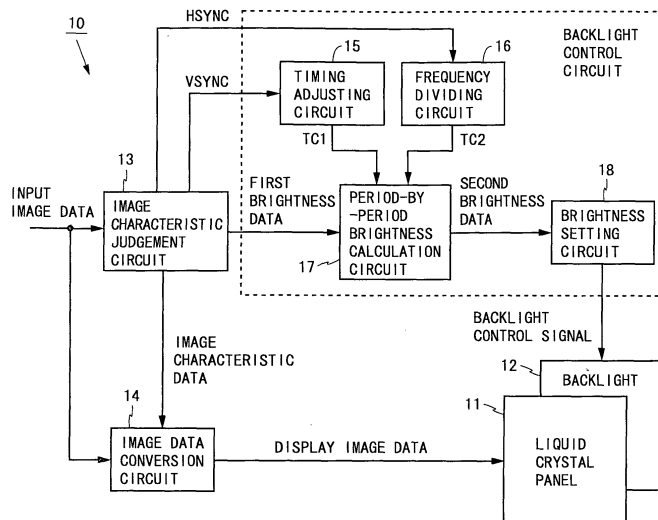 10
HSYNC
VSYNC
15
TIMING
ADJUSTING
CIRCUIT
TC1
16
FREQUENCY
DIVIDING
CIRCUIT
TC2
BACKLIGHT
CONTROL
CIRCUIT
INPUT
IMAGE DATA
13
IMAGE
CHARACTERISTIC
JUDGEMENT
CIRCUIT
FIRST
BRIGHTNESS
DATA
PERIOD-BY
-PERIOD
BRIGHTNESS
CALCULATION
CIRCUIT
17
SECOND
BRIGHTNESS
DATA
18
BRIGHTNESS
SETTING
CIRCUIT
IMAGE
CHARACTERISTIC
DATA
BACKLIGHT
CONTROL SIGNAL
12
BACKLIGHT
11
LIQUID
CRYSTAL
PANEL
14
IMAGE DATA
CONVERSION
CIRCUIT
DISPLAY IMAGE DATA